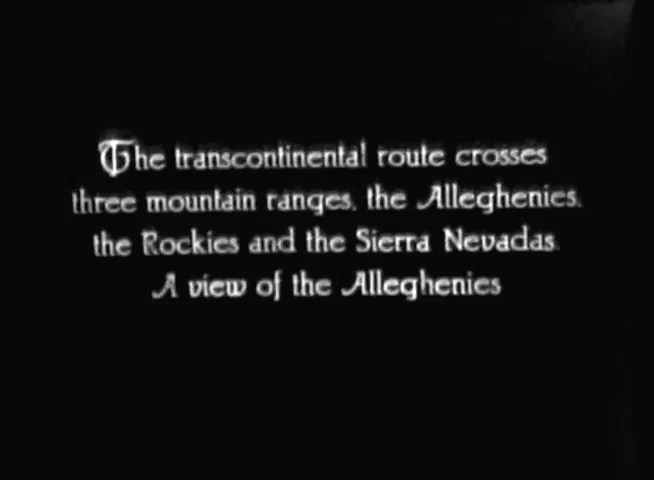 The transcontinental route crosses
three mountain ranges, the Alleghenies,
the Rockies and the Sierra Nevadas.
A view of the Alleghenies